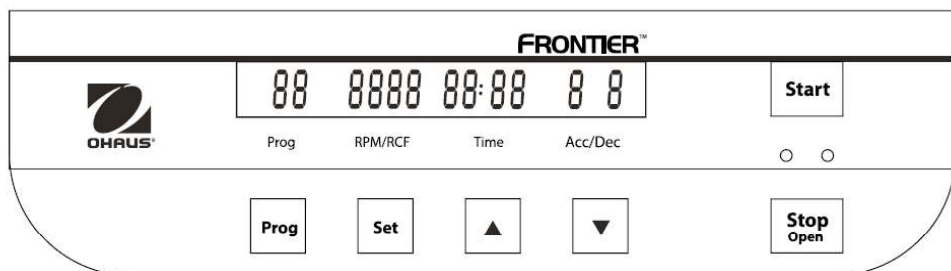 FRONTIER™
88 8888 88:88 8 8
Start
OHAUS®
Prog RPM/RCF Time Acc/Dec
Prog Set ▲ ▼
Stop
Open